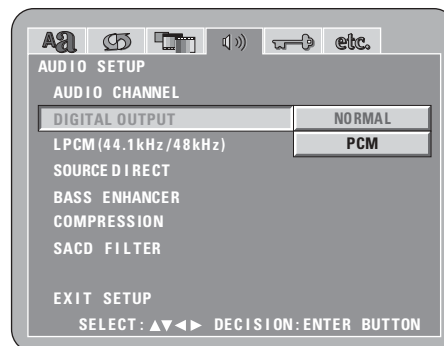 Aa etc.
AUDIO SETUP
AUDIO CHANNEL
DIGITAL OUTPUT NORMAL
LPCM(44.1kHz/48kHz) PCM
SOURCE DIRECT
BASS ENHANCER
COMPRESSION
SACD FILTER
EXIT SETUP
SELECT:▲▼◀▶ DECISION:ENTER BUTTON